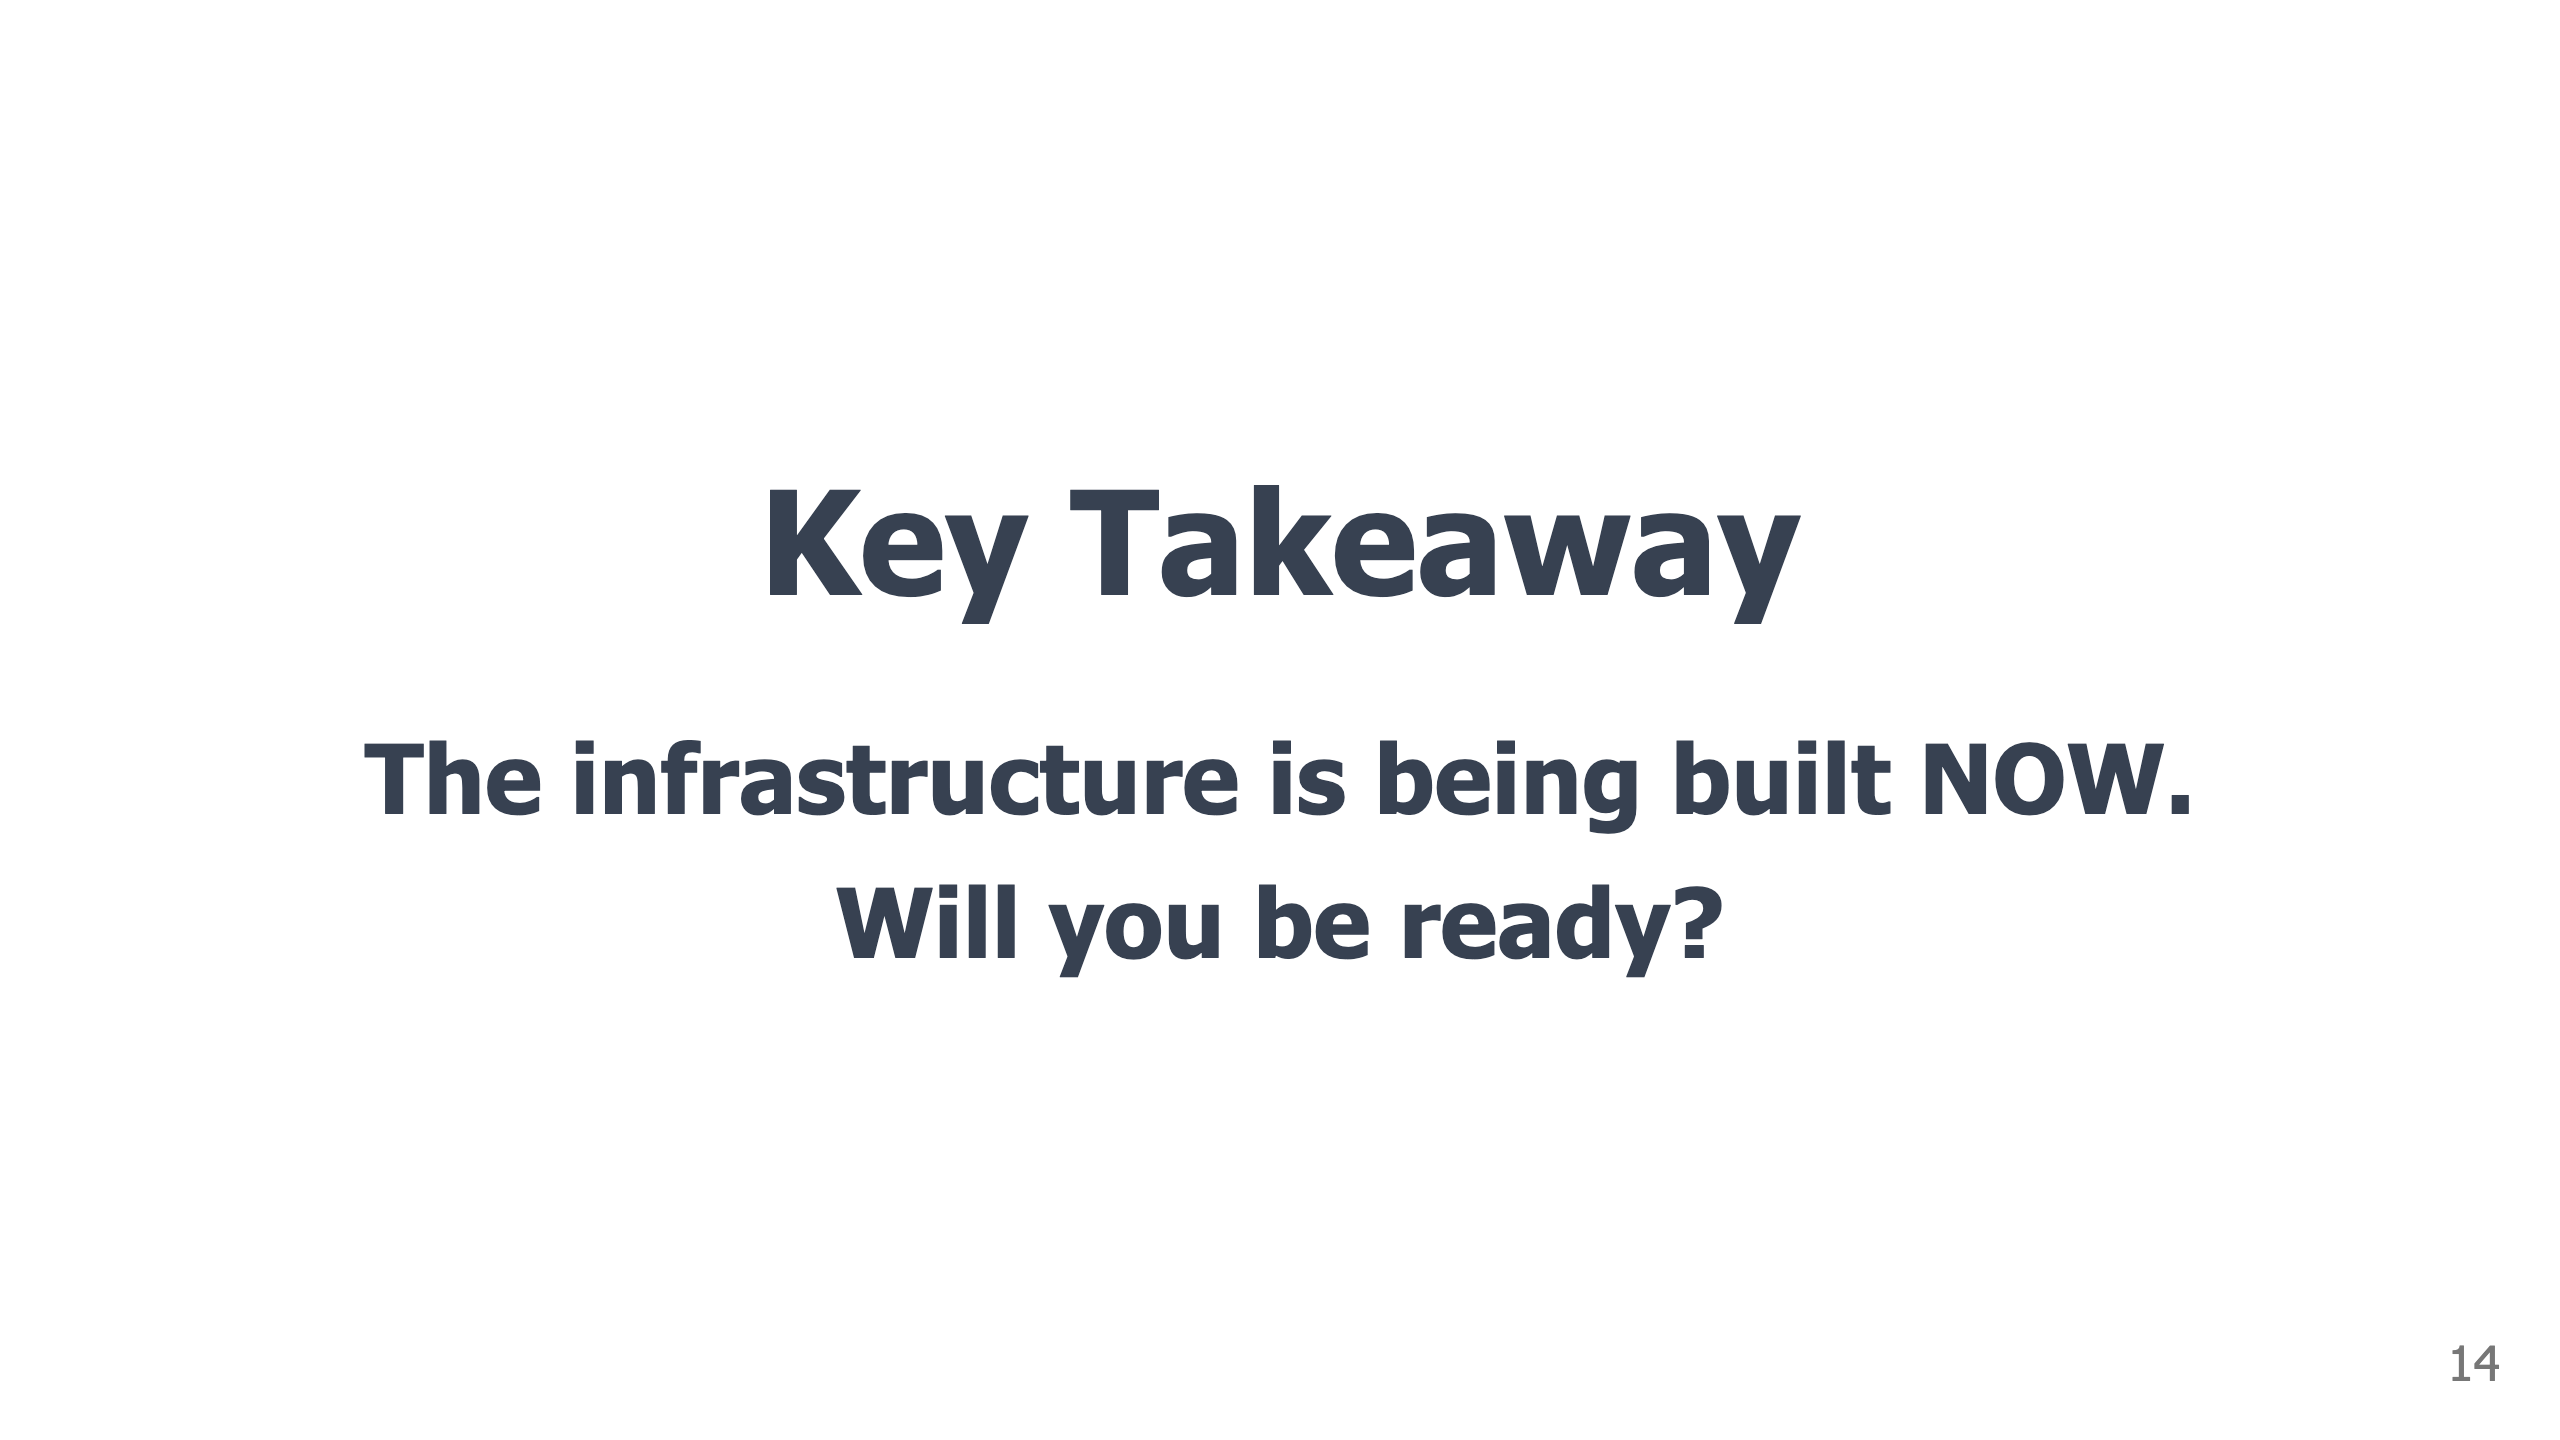 Key Takeaway
The infrastructure is being built NOW.
Will you be ready?
14